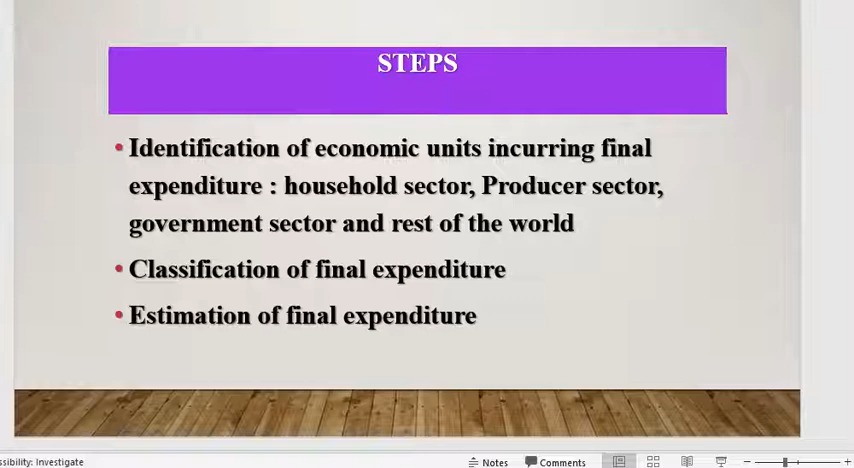 STEPS
• Identification of economic units incurring final
expenditure : household sector, Producer sector,
government sector and rest of the world
• Classification of final expenditure
• Estimation of final expenditure
ssibility: Investigate Notes Comments